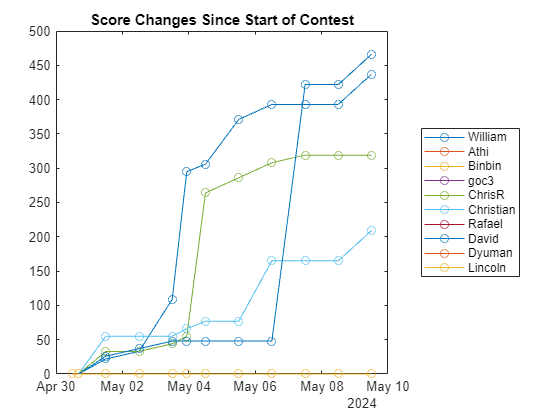 Score Changes Since Start of Contest
500
450
400
350
300
250
200
150
100
50
0
Apr 30
May 02
May 04
May 06
May 08
May 10
2024
William
Athi
Binbin
goc3
ChrisR
Christian
Rafael
David
Dyuman
Lincoln